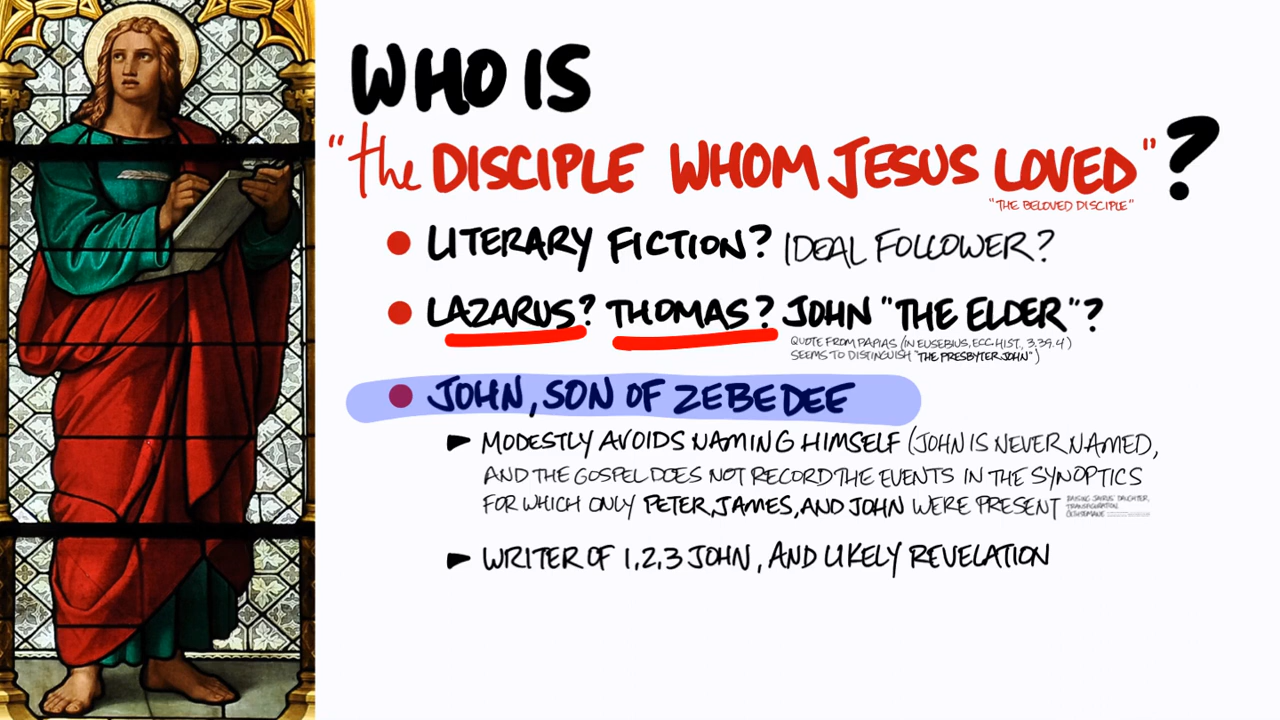 WHO IS
"the DISCIPLE WHOM JESUS LOVED"?
"THE BELOVED DISCIPLE"
LITERARY FICTION? IDEAL FOLLOWER?
LAZARUS? THOMAS? JOHN "THE ELDER"?
QUOTE FROM PAPIAS (IN EUSEBIUS, ECC. HIST., 3.39.4)
SEEMS TO DISTINGUISH "THE PRESBYTER JOHN")
JOHN, SON OF ZEBEDEE
MODESTLY AVOIDS NAMING HIMSELF (JOHN IS NEVER NAMED,
AND THE GOSPEL DOES NOT RECORD THE EVENTS IN THE SYNOPTICS
FOR WHICH ONLY PETER, JAMES, AND JOHN WERE PRESENT
RAISING JAIRUS' DAUGHTER,
TRANSFIGURATION
GETHSEMANE
WRITER OF 1,2,3 JOHN, AND LIKELY REVELATION